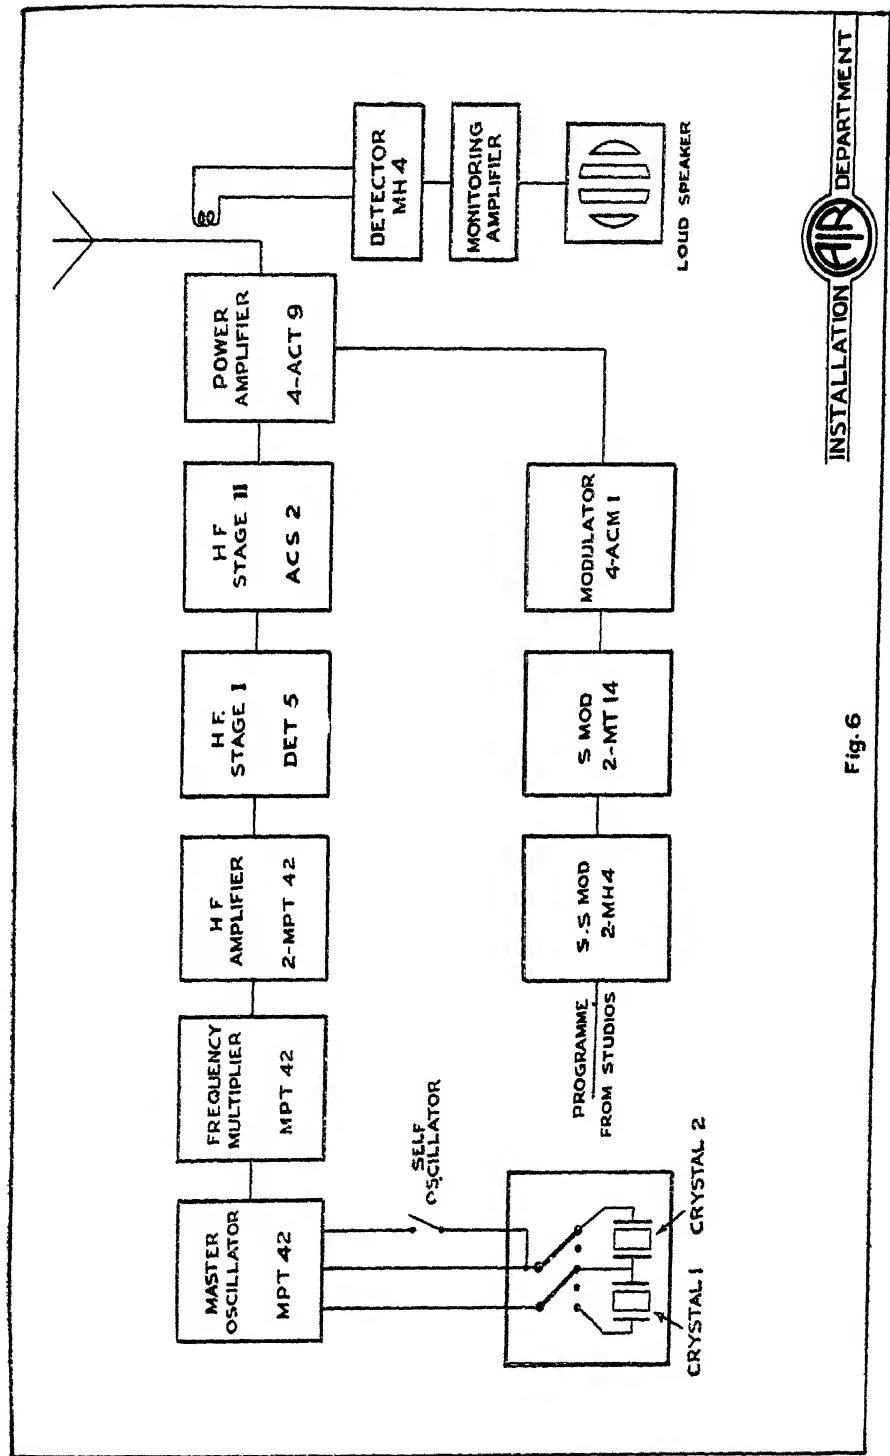 MASTER
OSCILLATOR
MPT 42
FREQUENCY
MULTIPLIER
MPT 42
H F
AMPLIFIER
2-MPT 42
H F.
STAGE I
DET 5
H F
STAGE II
ACS 2
POWER
AMPLIFIER
4-ACT 9
DETECTOR
MH 4
MONITORING
AMPLIFIER
LOUD SPEAKER
SELF
OSCILLATOR
CRYSTAL 1
CRYSTAL 2
PROGRAMME
FROM STUDIOS
S.S MOD
2-MH4
S MOD
2-MT 14
MODULATOR
4-ACM 1
Fig. 6
INSTALLATION AIR DEPARTMENT